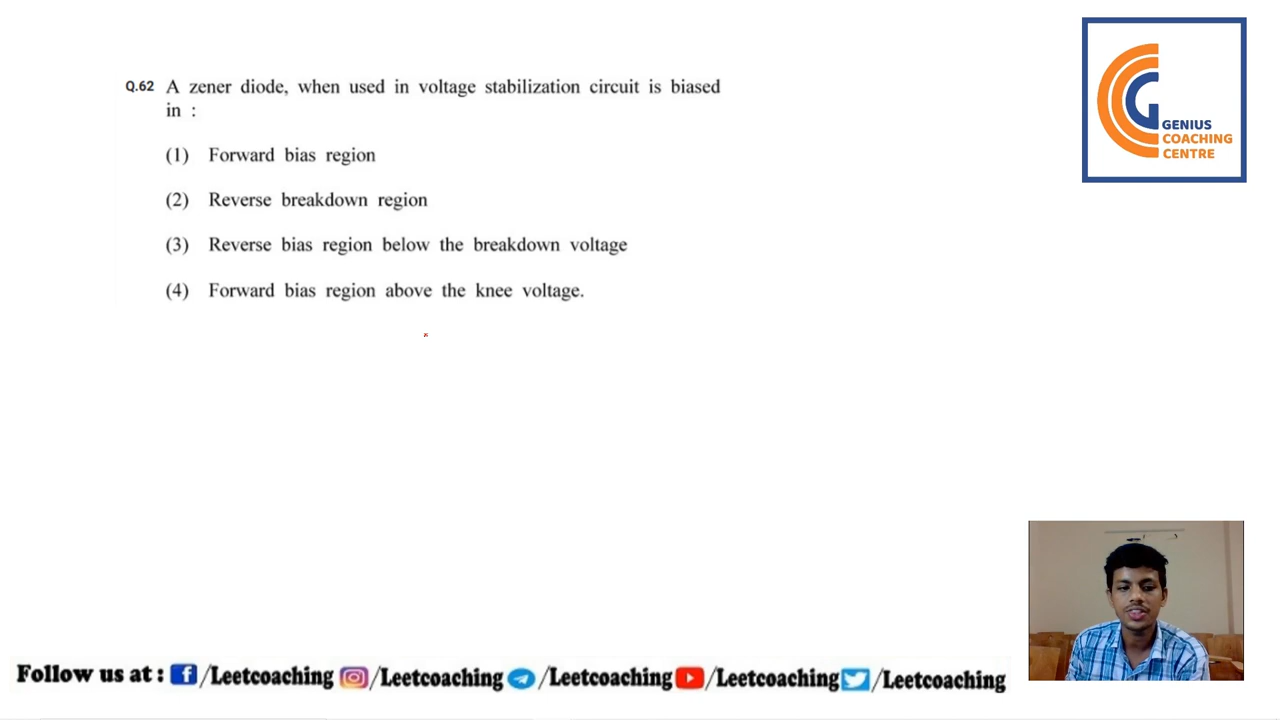 Q.62 A zener diode, when used in voltage stabilization circuit is biased
in :
(1) Forward bias region
(2) Reverse breakdown region
(3) Reverse bias region below the breakdown voltage
(4) Forward bias region above the knee voltage.
GENIUS
COACHING
CENTRE
Follow us at : /Leetcoaching /Leetcoaching /Leetcoaching /Leetcoaching /Leetcoaching